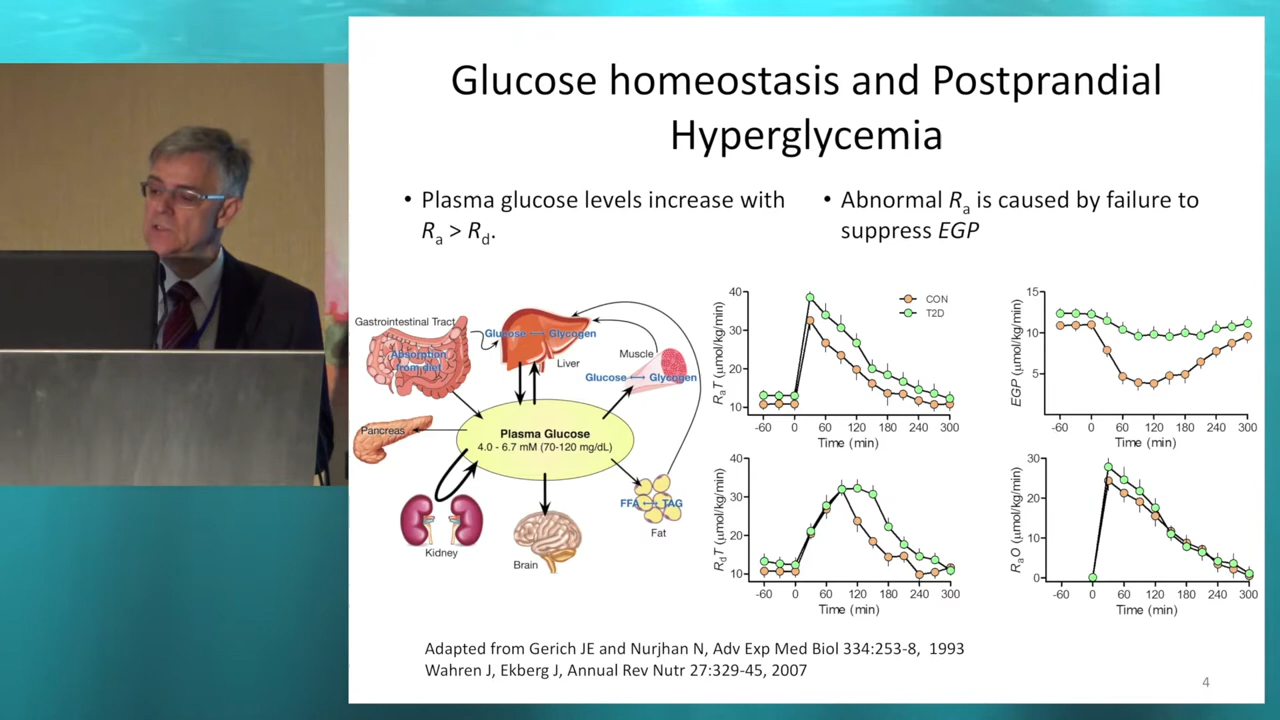 Glucose homeostasis and Postprandial
Hyperglycemia
• Plasma glucose levels increase with
Ra > Rd.
• Abnormal Ra is caused by failure to
suppress EGP
Gastrointestinal Tract
Absorption
from diet
Glucose ⟷ Glycogen
Liver
Muscle
Glucose ⟷ Glycogen
Pancreas
Plasma Glucose
4.0 - 6.7 mM (70-120 mg/dL)
FFA ⟷ TAG
Fat
Kidney
Brain
RaT (μmol/kg/min)
40
30
20
10
CON
T2D
-60 0 60 120 180 240 300
Time (min)
EGP (μmol/kg/min)
15
10
5
-60 0 60 120 180 240 300
Time (min)
RdT (μmol/kg/min)
40
30
20
10
-60 0 60 120 180 240 300
Time (min)
RaO (μmol/kg/min)
30
20
10
0
-60 0 60 120 180 240 300
Time (min)
Adapted from Gerich JE and Nurjhan N, Adv Exp Med Biol 334:253-8, 1993
Wahren J, Ekberg J, Annual Rev Nutr 27:329-45, 2007
4